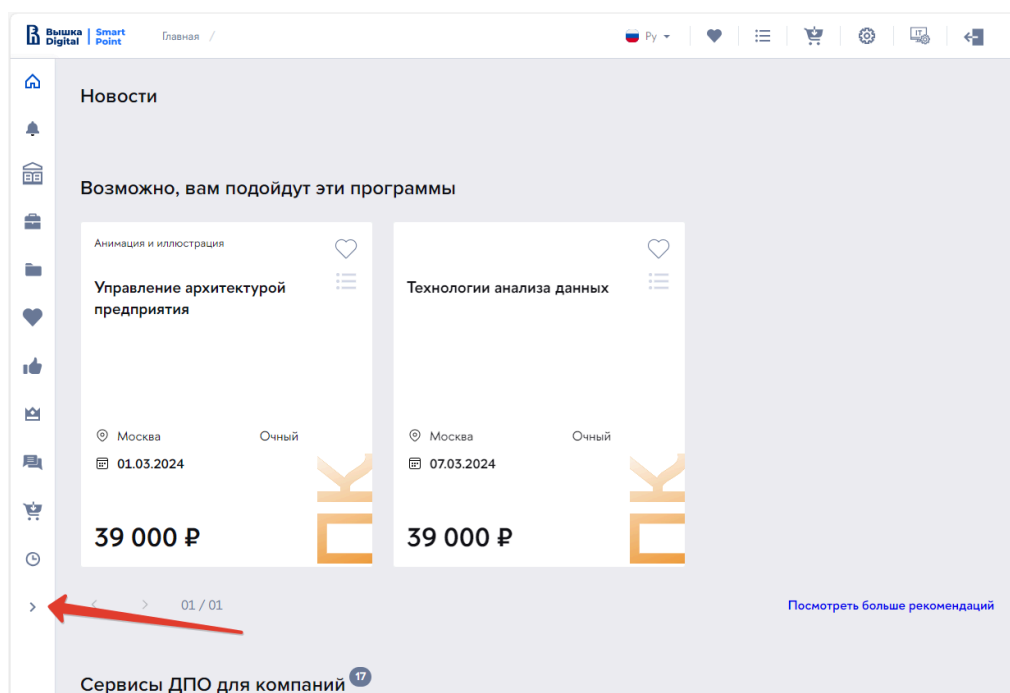 Вышка Digital | Smart Point
Главная /
Ру
Новости
Возможно, вам подойдут эти программы
Анимация и иллюстрация
Управление архитектурой
предприятия
Москва Очный
01.03.2024
39 000 ₽
ПК
Технологии анализа данных
Москва Очный
07.03.2024
39 000 ₽
ПК
01 / 01
Посмотреть больше рекомендаций
Сервисы ДПО для компаний 17